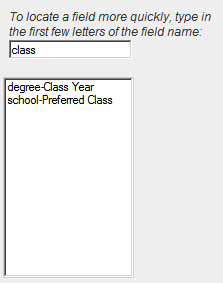 To locate a field more quickly, type in
the first few letters of the field name:
class
degree-Class Year
school-Preferred Class